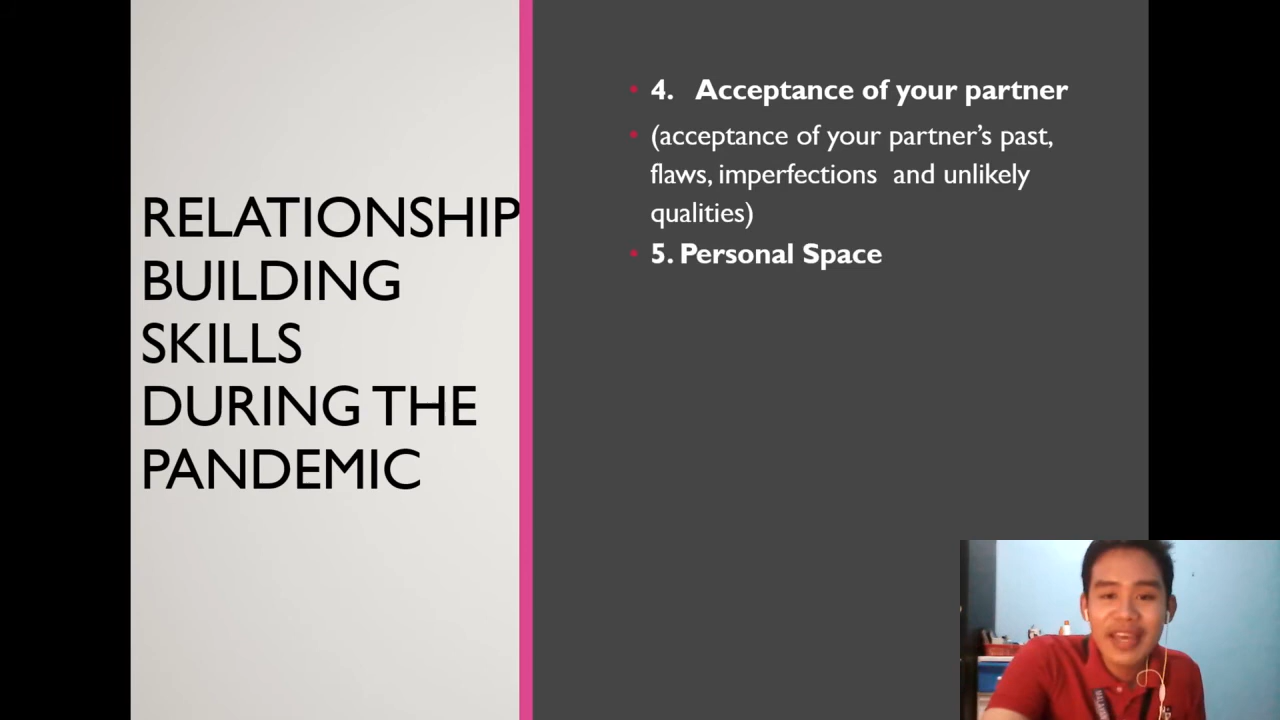 RELATIONSHIP
BUILDING
SKILLS
DURING THE
PANDEMIC
• 4. Acceptance of your partner
• (acceptance of your partner's past,
flaws, imperfections and unlikely
qualities)
• 5. Personal Space